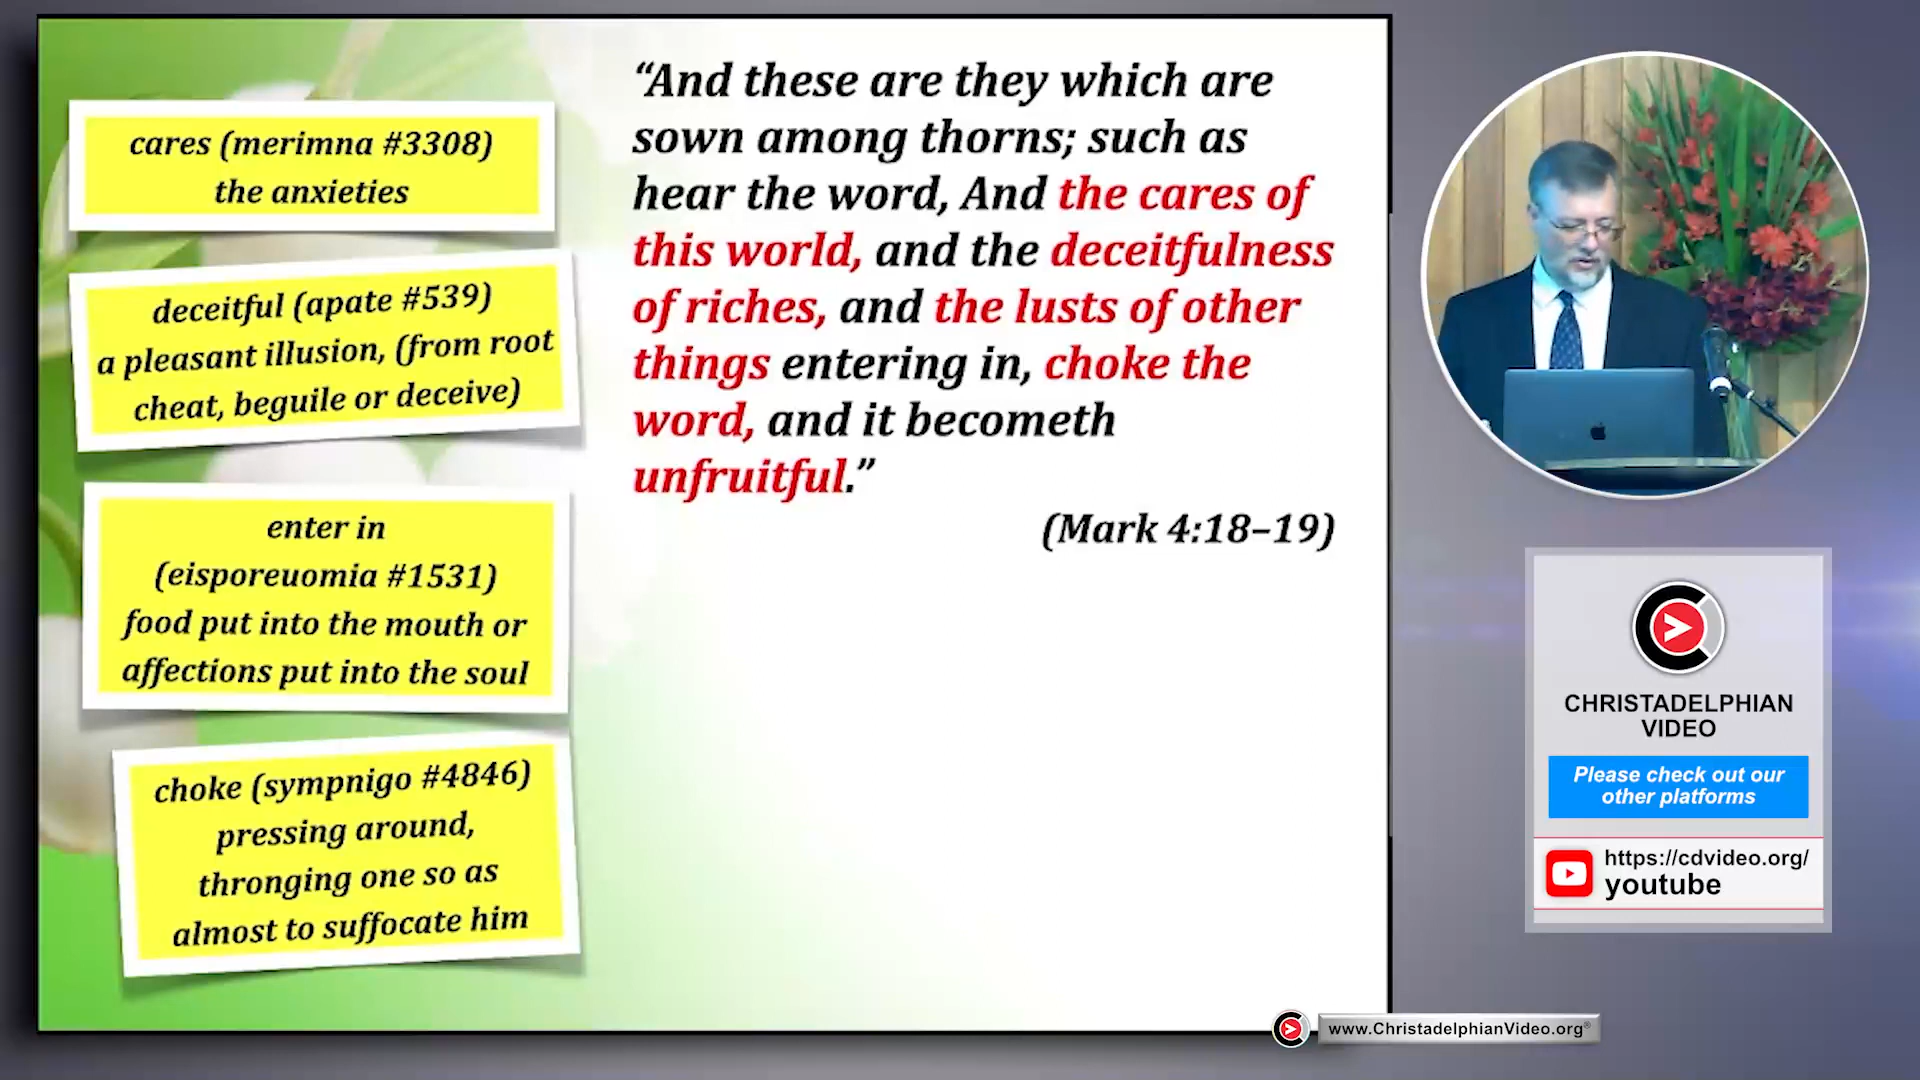 cares (merimna #3308)
the anxieties
deceitful (apate #539)
a pleasant illusion, (from root
cheat, beguile or deceive)
enter in
(eisporeuomia #1531)
food put into the mouth or
affections put into the soul
choke (sympnigo #4846)
pressing around,
thronging one so as
almost to suffocate him
“And these are they which are
sown among thorns; such as
hear the word, And the cares of
this world, and the deceitfulness
of riches, and the lusts of other
things entering in, choke the
word, and it becometh
unfruitful.”
(Mark 4:18–19)
CHRISTADELPHIAN
VIDEO
Please check out our
other platforms
https://cdvideo.org/
youtube
www.ChristadelphianVideo.org®